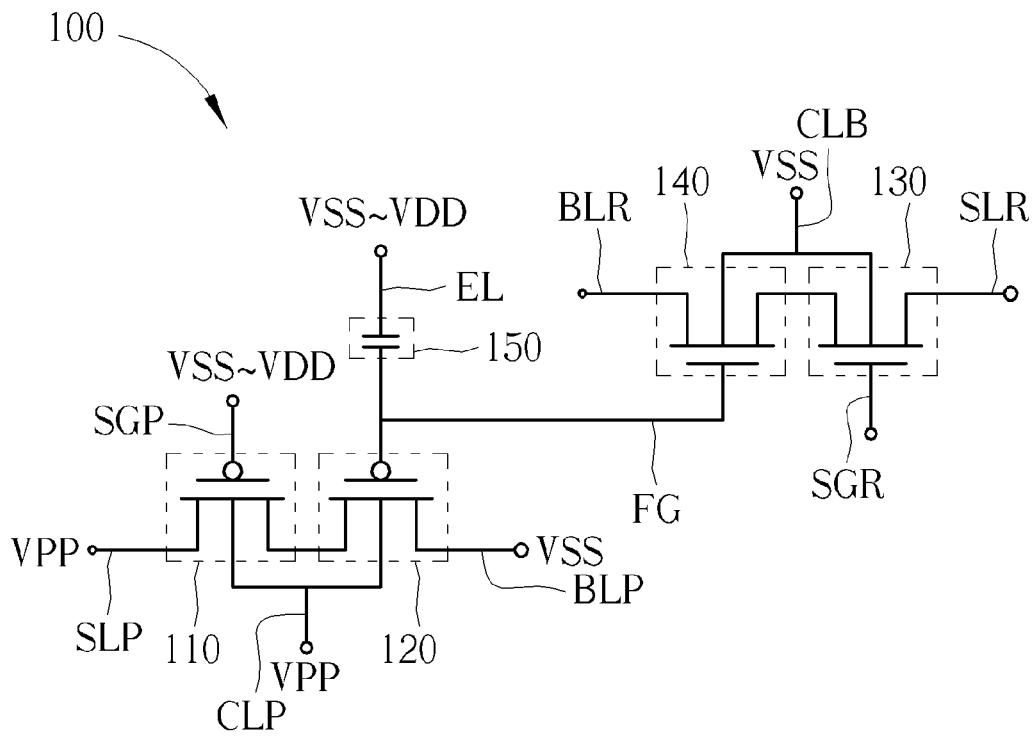 100
CLB
VSS
140
130
BLR
SLR
VSS~VDD
EL
150
VSS~VDD
SGP
SGR
FG
VPP
VSS
BLP
SLP
110
120
VPP
CLP